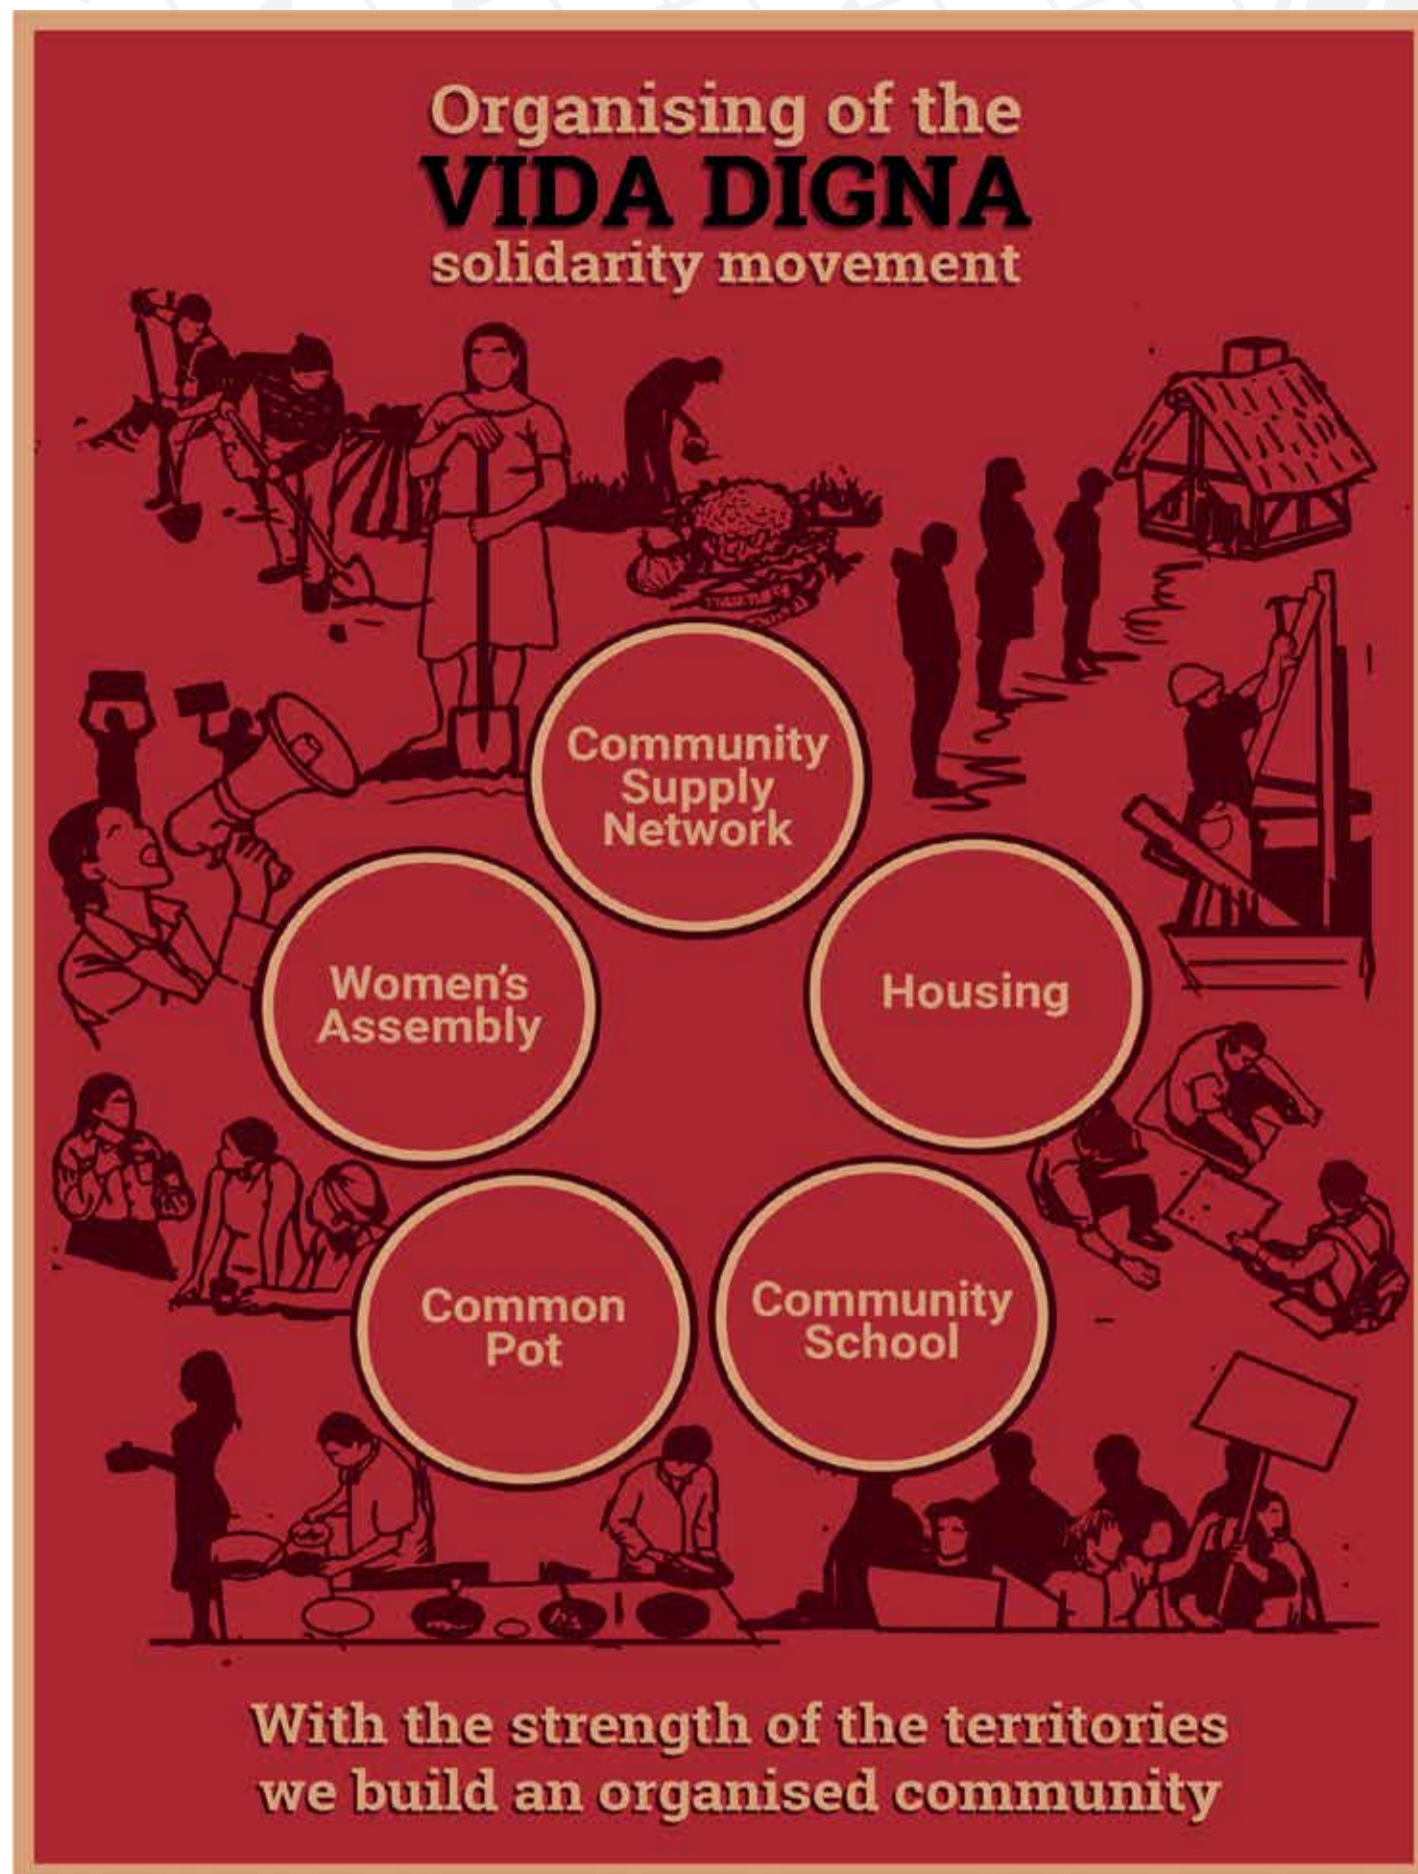 Organising of the
VIDA DIGNA
solidarity movement
Community
Supply
Network
Women's
Assembly
Housing
Common
Pot
Community
School
With the strength of the territories
we build an organised community